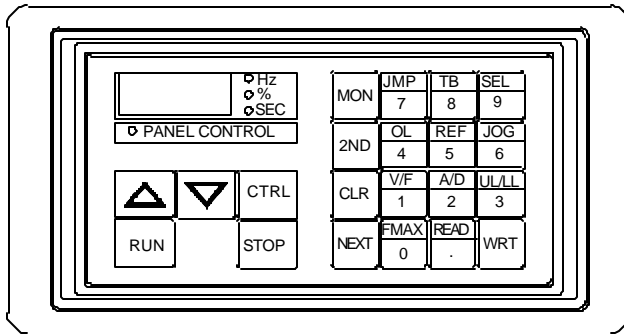 Hz
%
SEC
PANEL CONTROL
CTRL
RUN STOP
MON JMP TB SEL
7 8 9
2ND OL REF JOG
4 5 6
CLR V/F A/D UL/LL
1 2 3
NEXT FMAX READ WRT
0 .